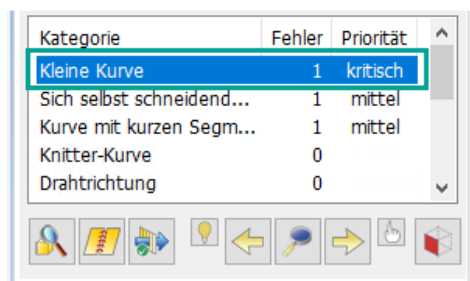 Kategorie Fehler Priorität
Kleine Kurve 1 kritisch
Sich selbst schneidend... 1 mittel
Kurve mit kurzen Segm... 1 mittel
Knitter-Kurve 0
Drahtrichtung 0